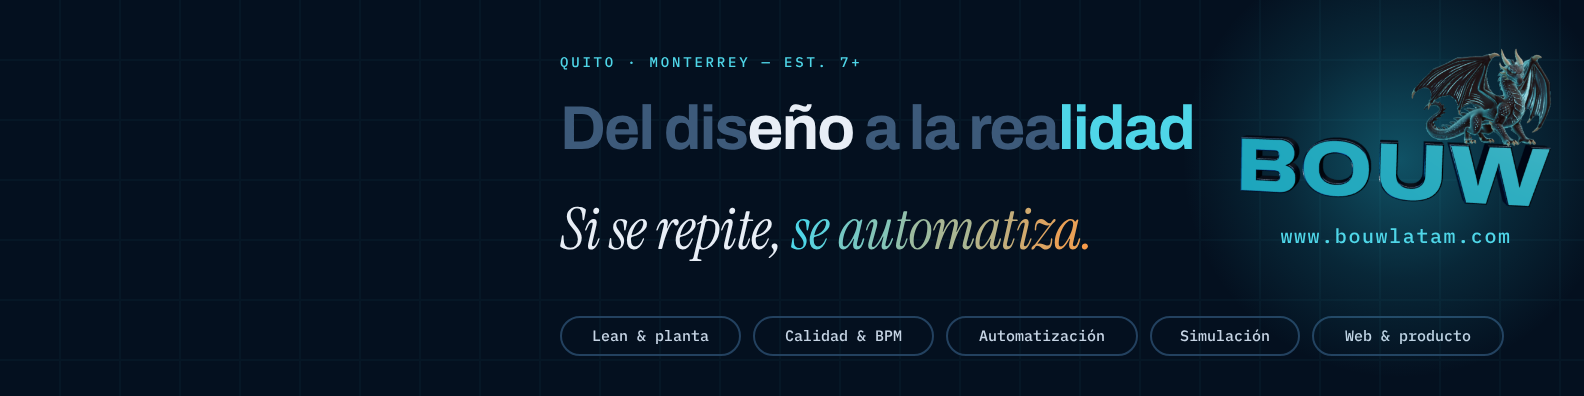 QUITO · MONTERREY — EST. 7+
Del diseño a la realidad
Si se repite, se automatiza.
BOUW
www.bouwlatam.com
Lean & planta
Calidad & BPM
Automatización
Simulación
Web & producto